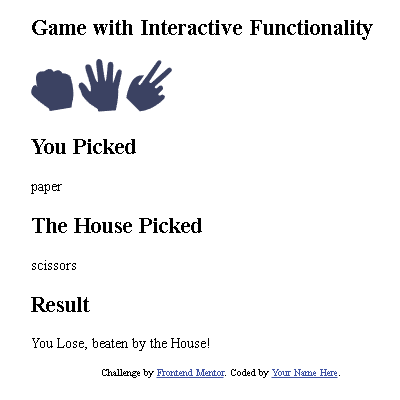 Game with Interactive Functionality
You Picked
paper
The House Picked
scissors
Result
You Lose, beaten by the House!
Challenge by Frontend Mentor. Coded by Your Name Here.